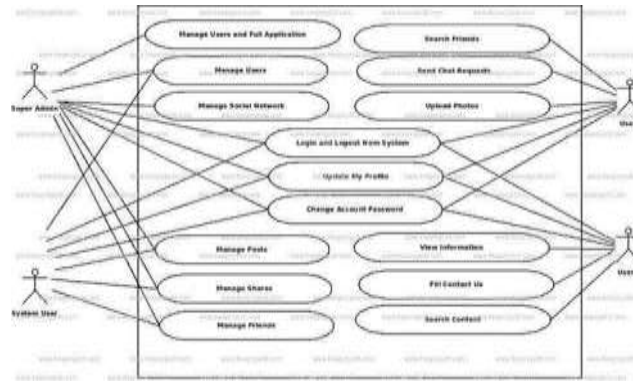 Manage Users and Full Application
Search Friends
Manage Users
Send Chat Requests
Super Admin
Manage Social Network
Upload Photos
Login and Logout from System
Update My Profile
Change Account Password
Manage Posts
View Information
Manage Shares
Fill Contact Us
System User
Manage Friends
Search Content